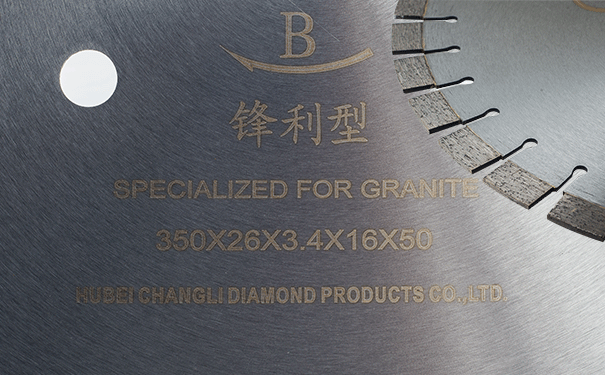 B
锋利型
SPECIALIZED FOR GRANITE
350X26X3.4X16X50
HUBEI CHANGLI DIAMOND PRODUCTS CO.,LTD.